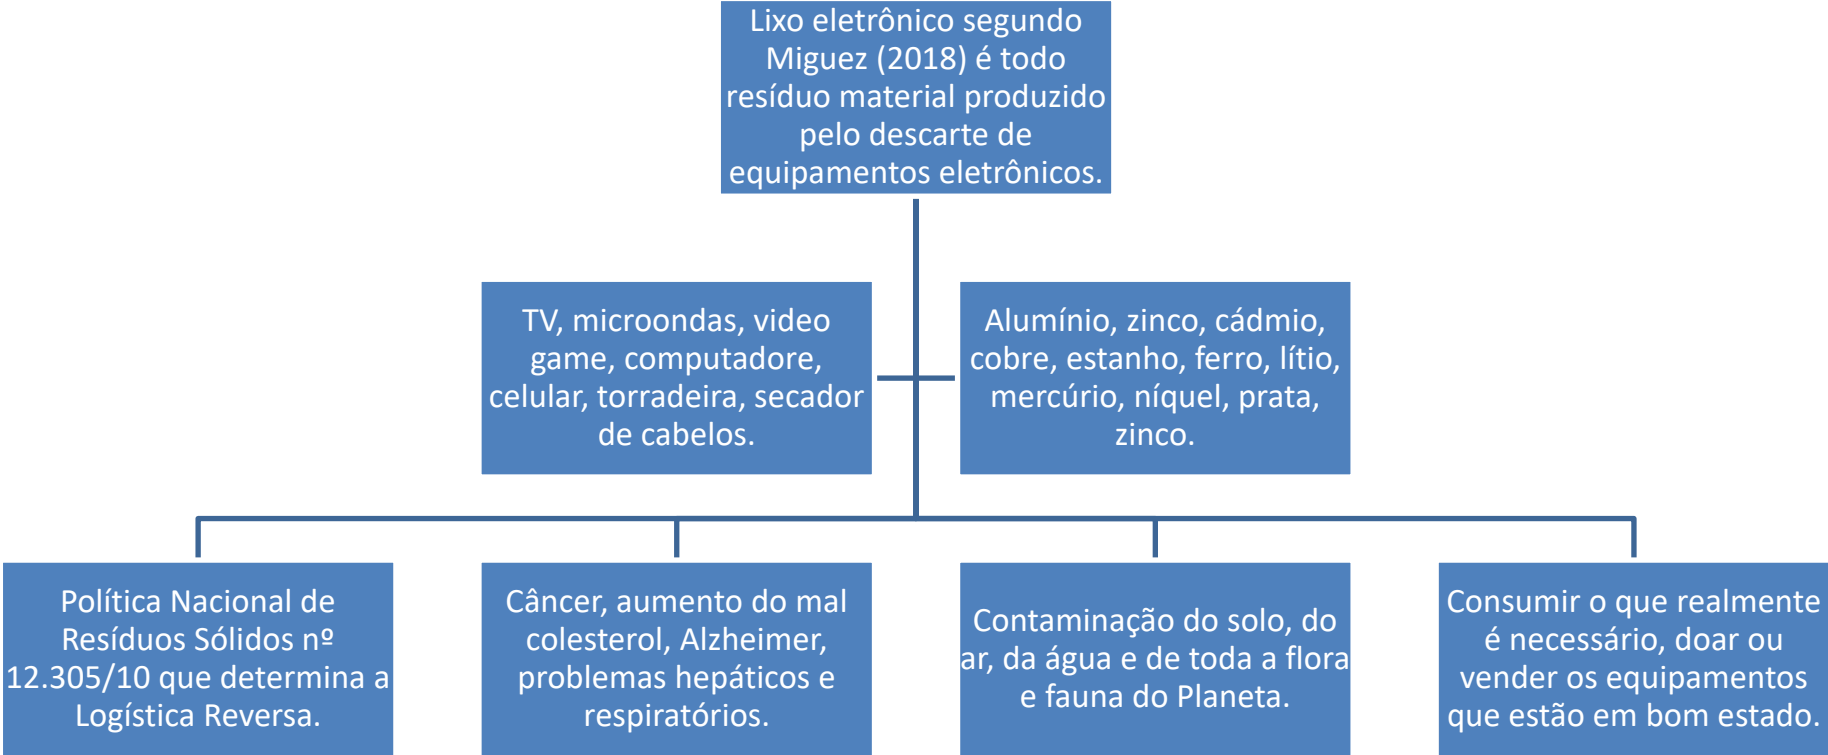 Lixo eletrônico segundo
Miguez (2018) é todo
resíduo material produzido
pelo descarte de
equipamentos eletrônicos.
TV, microondas, video
game, computadore,
celular, torradeira, secador
de cabelos.
Alumínio, zinco, cádmio,
cobre, estanho, ferro, lítio,
mercúrio, níquel, prata,
zinco.
Política Nacional de
Resíduos Sólidos nº
12.305/10 que determina a
Logística Reversa.
Câncer, aumento do mal
colesterol, Alzheimer,
problemas hepáticos e
respiratórios.
Contaminação do solo, do
ar, da água e de toda a flora
e fauna do Planeta.
Consumir o que realmente
é necessário, doar ou
vender os equipamentos
que estão em bom estado.